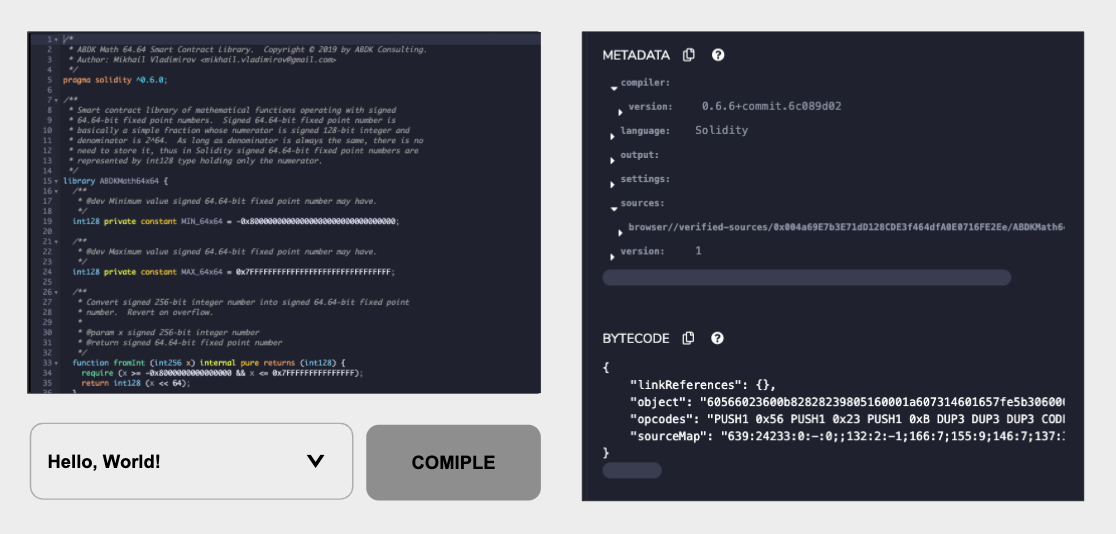 1 /*
2 * ABDK Math 64.64 Smart Contract Library.  Copyright © 2019 by ABDK Consulting.
3 * Author: Mikhail Vladimirov <mikhail.vladimirov@gmail.com>
4 */
5 pragma solidity ^0.6.0;
6
7 /**
8 * Smart contract library of mathematical functions operating with signed
9 * 64.64-bit fixed point numbers.  Signed 64.64-bit fixed point number is
10 * basically a simple fraction whose numerator is signed 128-bit integer and
11 * denominator is 2^64.  As long as denominator is always the same, there is no
12 * need to store it, thus in Solidity signed 64.64-bit fixed point numbers are
13 * represented by int128 type holding only the numerator.
14 */
15 library ABDKMath64x64 {
16 /**
17 * @dev Minimum value signed 64.64-bit fixed point number may have.
18 */
19 int128 private constant MIN_64x64 = -0x80000000000000000000000000000000;
20
21 /**
22 * @dev Maximum value signed 64.64-bit fixed point number may have.
23 */
24 int128 private constant MAX_64x64 = 0x7FFFFFFFFFFFFFFFFFFFFFFFFFFFFFFF;
25
26 /**
27 * Convert signed 256-bit integer number into signed 64.64-bit fixed point
28 * number.  Revert on overflow.
29 *
30 * @param x signed 256-bit integer number
31 * @return signed 64.64-bit fixed point number
32 */
33 function fromInt (int256 x) internal pure returns (int128) {
34 require (x >= -0x8000000000000000 && x <= 0x7FFFFFFFFFFFFFFF);
35 return int128 (x << 64);
36 }
Hello, World!
COMIPLE
METADATA
compiler:
version: 0.6.6+commit.6c089d02
language: Solidity
output:
settings:
sources:
browser//verified-sources/0x004a69E7b3E71dD128CDE3f464dfA0E0716FE2Ee/ABDKMath6
version: 1
BYTECODE
{
"linkReferences": {},
"object": "60566023600b82828239805160001a607314601657fe5b306000
"opcodes": "PUSH1 0x56 PUSH1 0x23 PUSH1 0xB DUP3 DUP3 DUP3 COD
"sourceMap": "639:24233:0:-:0;;132:2:-1;166:7;155:9;146:7;137:
}